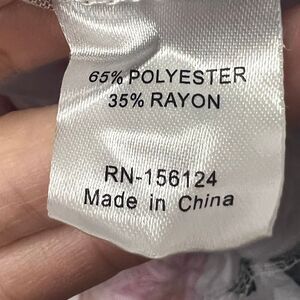 65% POLYESTER
35% RAYON
RN-156124
Made in China